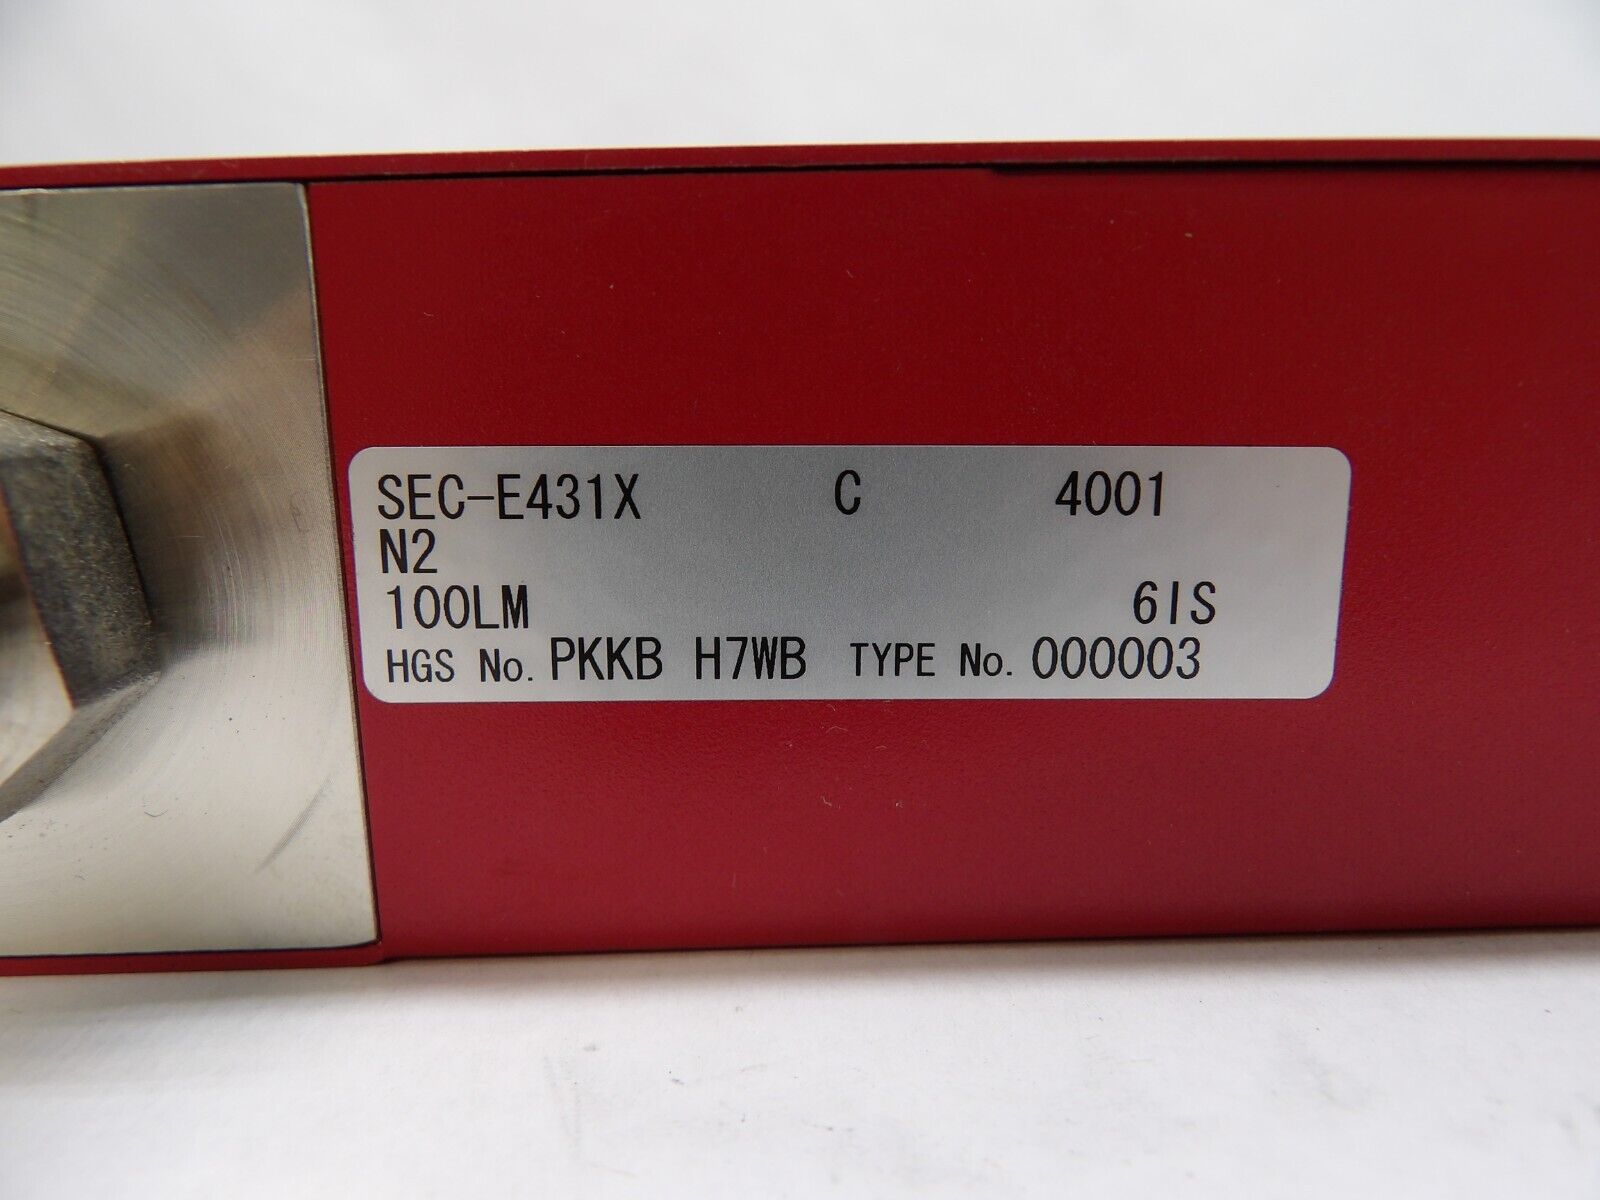 SEC-E431X C 4001
N2
100LM 6IS
HGS No. PKKB H7WB TYPE No. 000003